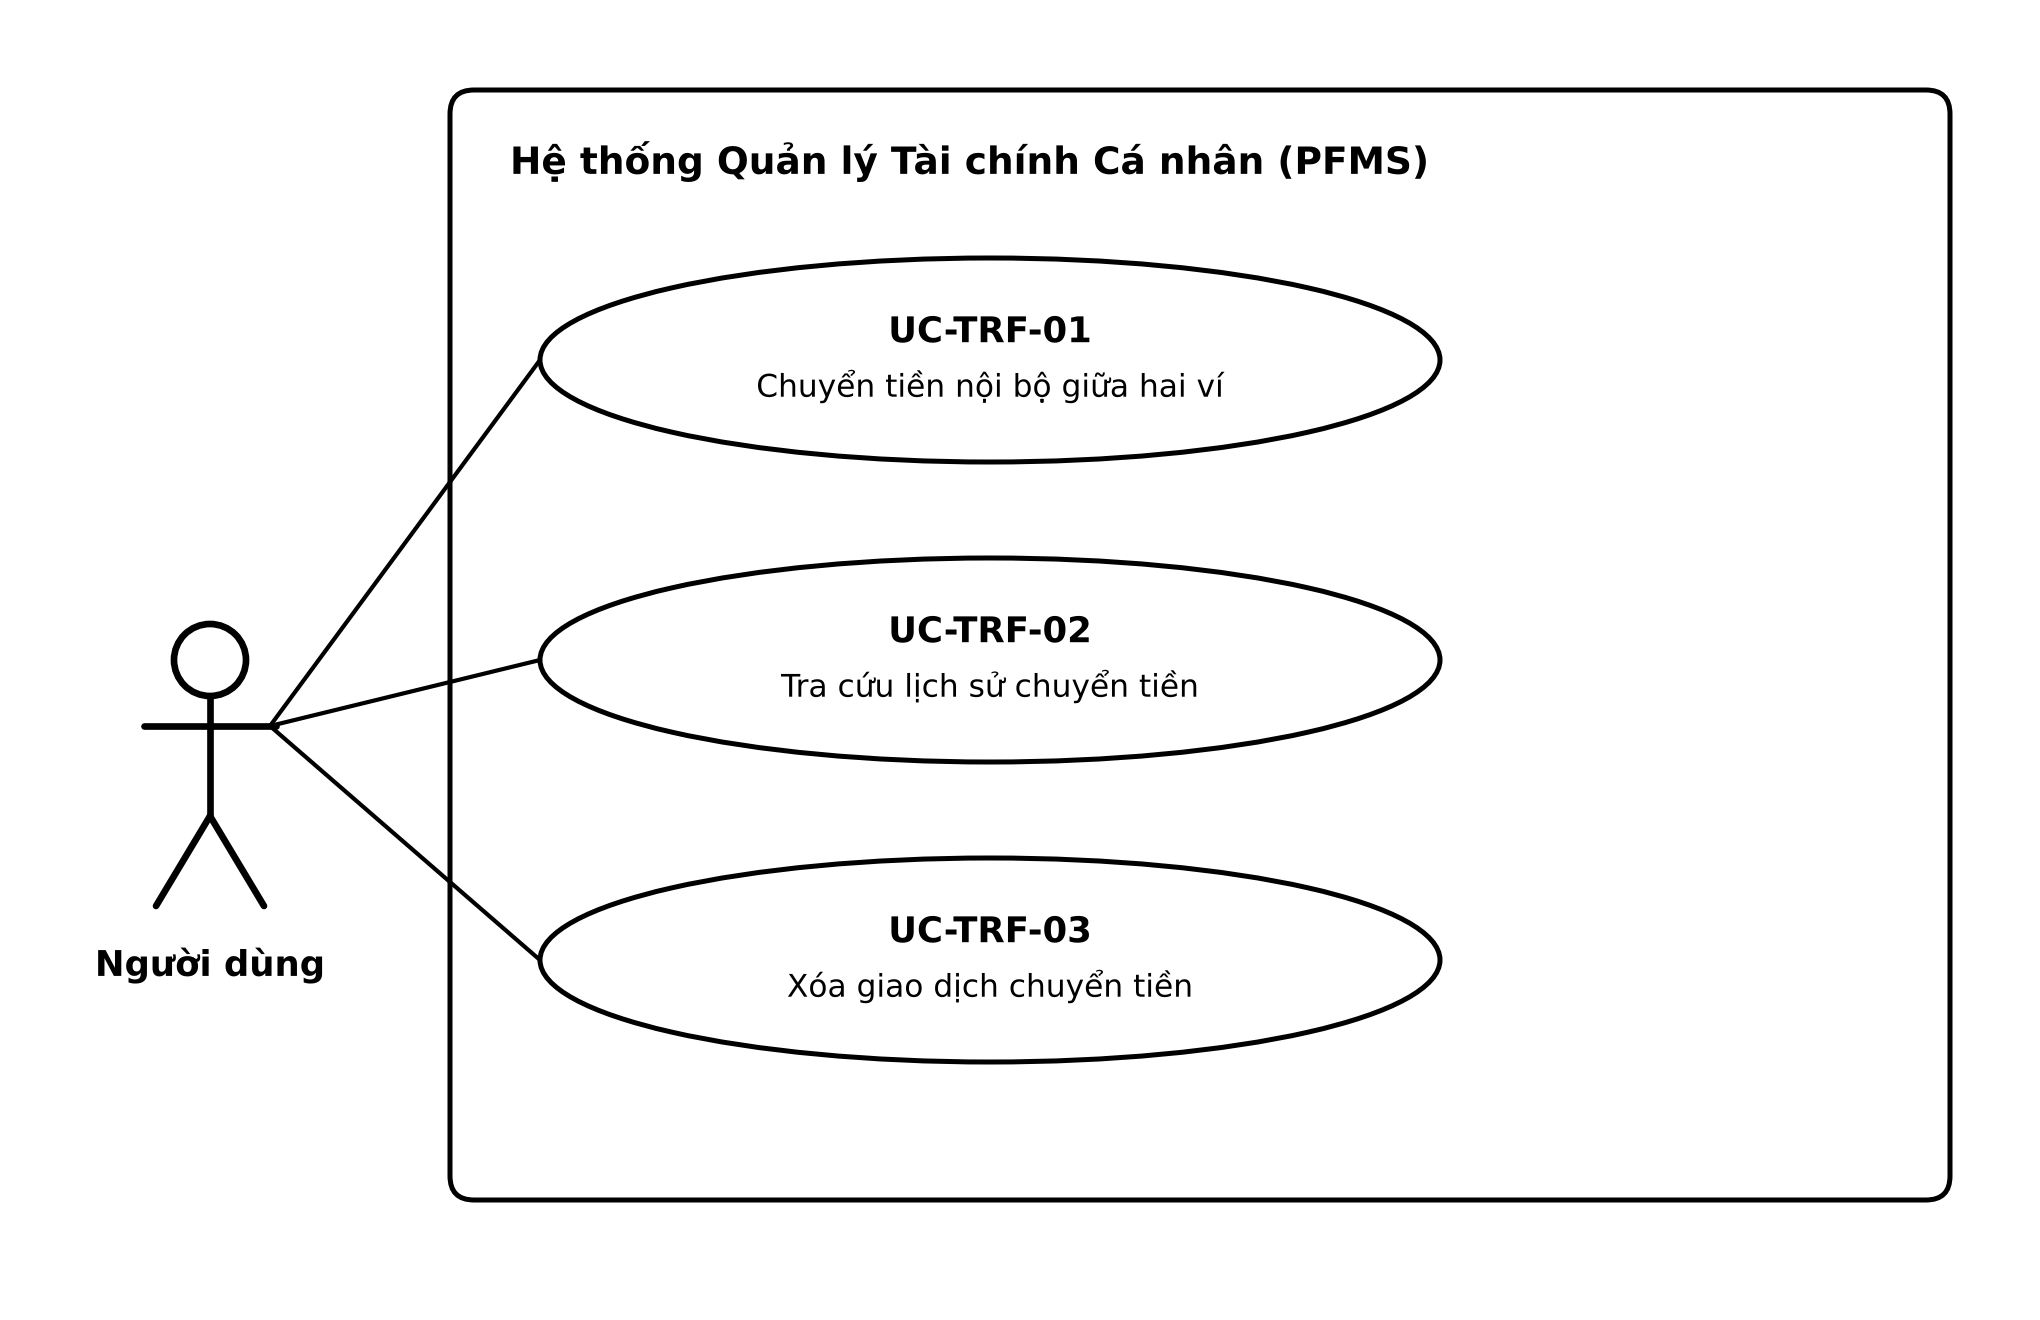 Hệ thống Quản lý Tài chính Cá nhân (PFMS)
UC-TRF-01
Chuyển tiền nội bộ giữa hai ví
UC-TRF-02
Tra cứu lịch sử chuyển tiền
UC-TRF-03
Xóa giao dịch chuyển tiền
Người dùng